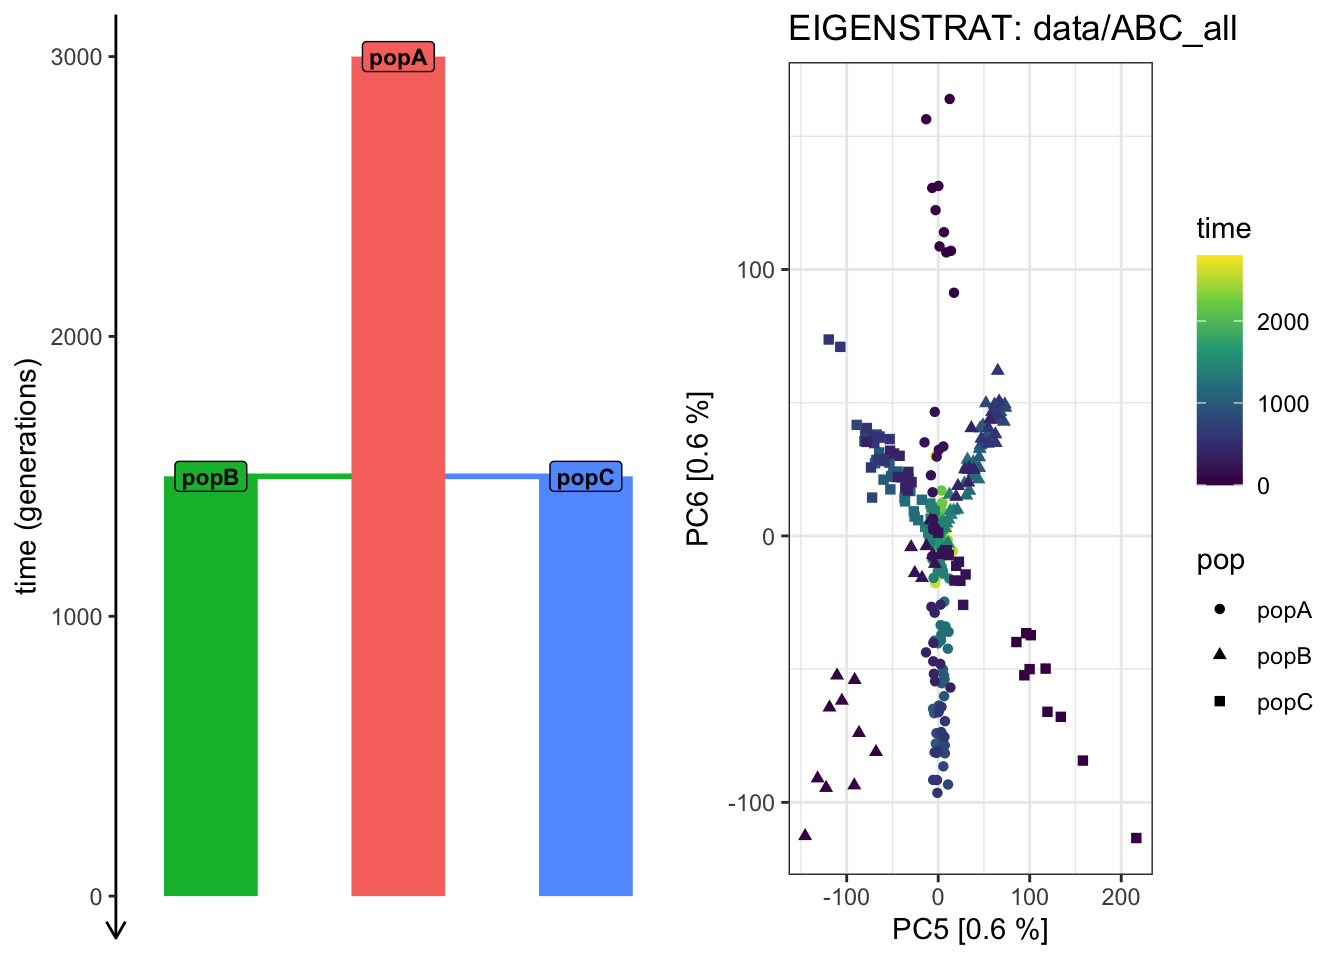 time (generations)
3000
2000
1000
0
popA
popB
popC
EIGENSTRAT: data/ABC_all
PC6 [0.6 %]
100
0
-100
-100
0
100
200
PC5 [0.6 %]
time
2000
1000
0
pop
popA
popB
popC